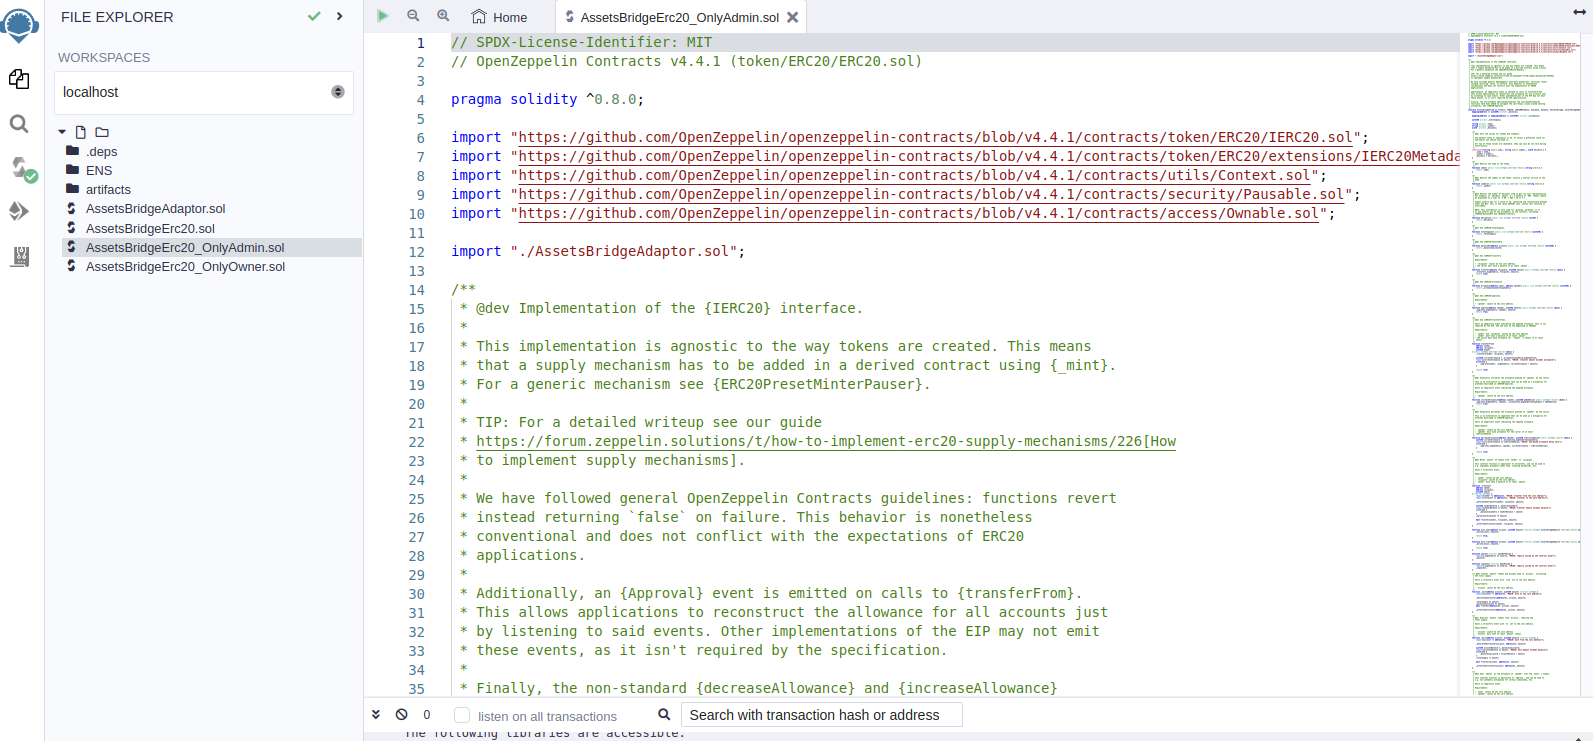 FILE EXPLORER
WORKSPACES
localhost
.deps
ENS
artifacts
AssetsBridgeAdaptor.sol
AssetsBridgeErc20.sol
AssetsBridgeErc20_OnlyAdmin.sol
AssetsBridgeErc20_OnlyOwner.sol
Home
AssetsBridgeErc20_OnlyAdmin.sol
1 // SPDX-License-Identifier: MIT
2 // OpenZeppelin Contracts v4.4.1 (token/ERC20/ERC20.sol)
3
4 pragma solidity ^0.8.0;
5
6 import "https://github.com/OpenZeppelin/openzeppelin-contracts/blob/v4.4.1/contracts/token/ERC20/IERC20.sol";
7 import "https://github.com/OpenZeppelin/openzeppelin-contracts/blob/v4.4.1/contracts/token/ERC20/extensions/IERC20Metada
8 import "https://github.com/OpenZeppelin/openzeppelin-contracts/blob/v4.4.1/contracts/utils/Context.sol";
9 import "https://github.com/OpenZeppelin/openzeppelin-contracts/blob/v4.4.1/contracts/security/Pausable.sol";
10 import "https://github.com/OpenZeppelin/openzeppelin-contracts/blob/v4.4.1/contracts/access/Ownable.sol";
11
12 import "./AssetsBridgeAdaptor.sol";
13
14 /**
15 * @dev Implementation of the {IERC20} interface.
16 *
17 * This implementation is agnostic to the way tokens are created. This means
18 * that a supply mechanism has to be added in a derived contract using {_mint}.
19 * For a generic mechanism see {ERC20PresetMinterPauser}.
20 *
21 * TIP: For a detailed writeup see our guide
22 * https://forum.zeppelin.solutions/t/how-to-implement-erc20-supply-mechanisms/226[How
23 * to implement supply mechanisms].
24 *
25 * We have followed general OpenZeppelin Contracts guidelines: functions revert
26 * instead returning `false` on failure. This behavior is nonetheless
27 * conventional and does not conflict with the expectations of ERC20
28 * applications.
29 *
30 * Additionally, an {Approval} event is emitted on calls to {transferFrom}.
31 * This allows applications to reconstruct the allowance for all accounts just
32 * by listening to said events. Other implementations of the EIP may not emit
33 * these events, as it isn't required by the specification.
34 *
35 * Finally, the non-standard {decreaseAllowance} and {increaseAllowance}
0 listen on all transactions
Search with transaction hash or address
The following libraries are accessible: